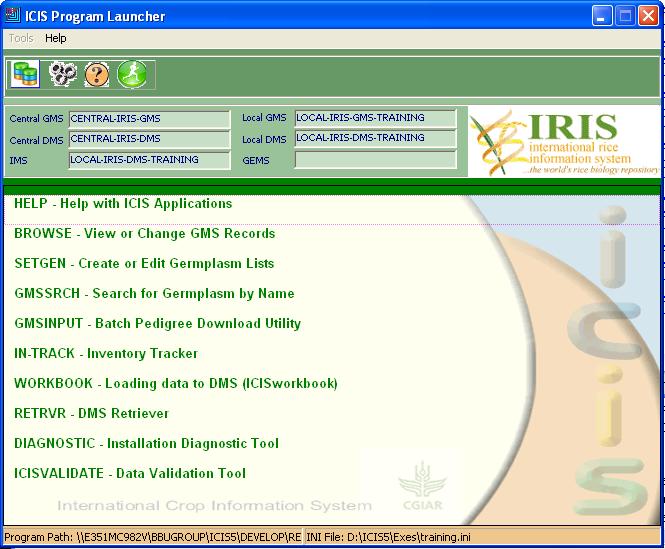 ICIS Program Launcher
Tools Help
Central GMS CENTRAL-IRIS-GMS Local GMS LOCAL-IRIS-GMS-TRAINING
Central DMS CENTRAL-IRIS-DMS Local DMS LOCAL-IRIS-DMS-TRAINING
IMS LOCAL-IRIS-DMS-TRAINING GEMS
IRIS
international rice
information system
...the world's rice biology repository
HELP - Help with ICIS Applications
BROWSE - View or Change GMS Records
SETGEN - Create or Edit Germplasm Lists
GMSSRCH - Search for Germplasm by Name
GMSINPUT - Batch Pedigree Download Utility
IN-TRACK - Inventory Tracker
WORKBOOK - Loading data to DMS (ICISworkbook)
RETRVR - DMS Retriever
DIAGNOSTIC - Installation Diagnostic Tool
ICISVALIDATE - Data Validation Tool
icis
International Crop Information System
CGIAR
Program Path: \\E351MC982V\BBUGROUP\ICIS5\DEVELOP\RE INI File: D:\ICIS5\Exes\training.ini